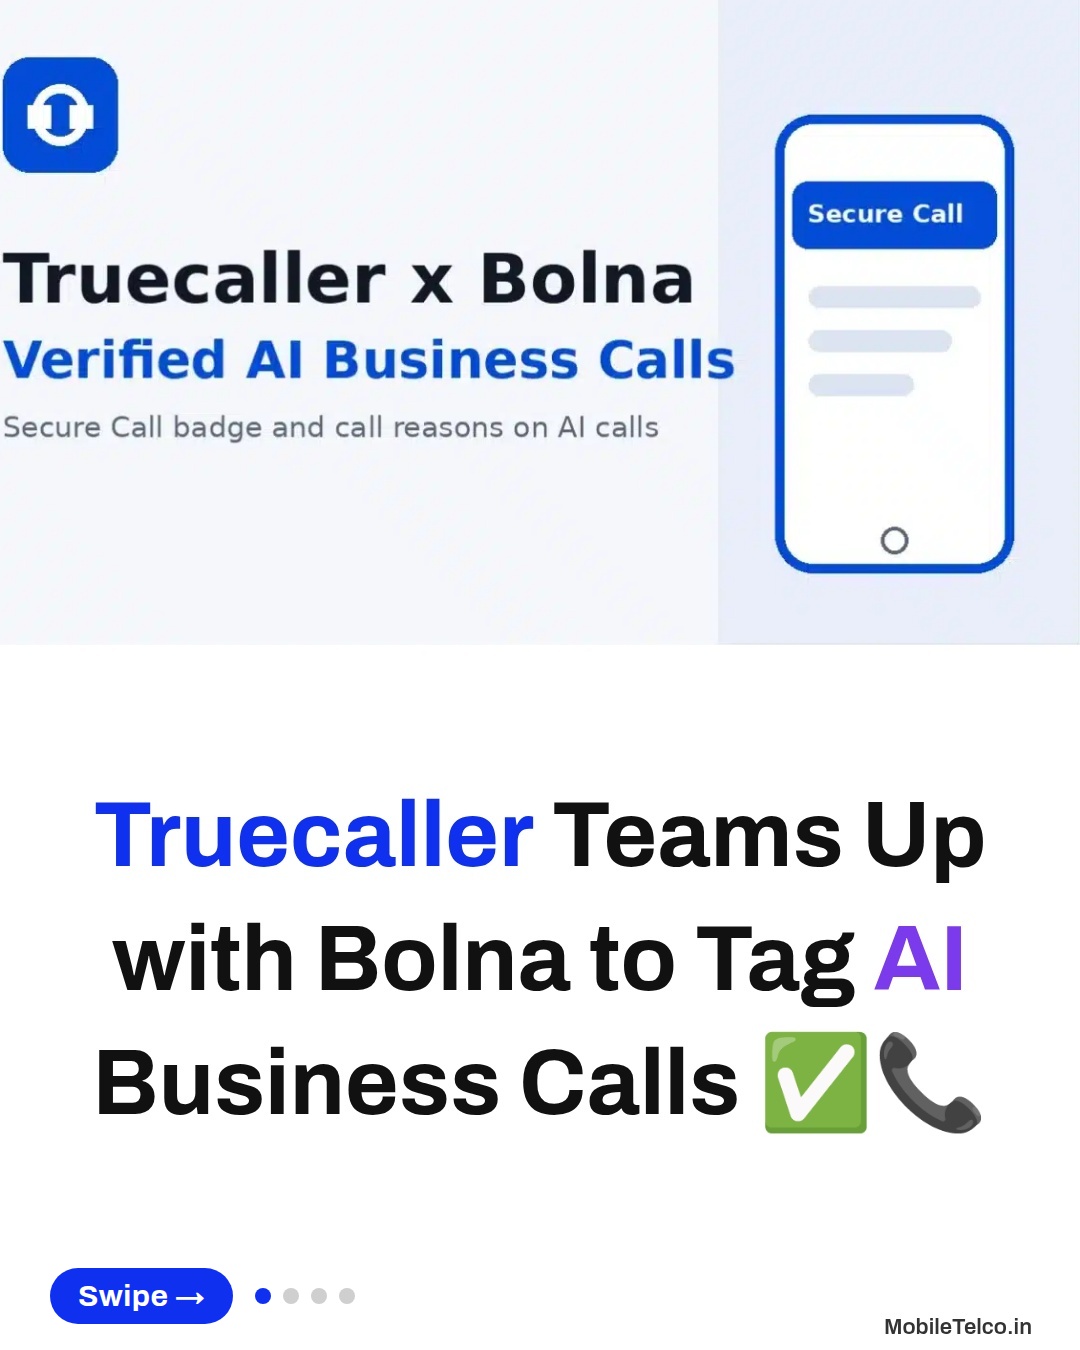 Truecaller x Bolna
Verified AI Business Calls
Secure Call badge and call reasons on AI calls
Secure Call
Truecaller Teams Up
with Bolna to Tag AI
Business Calls ✅📞
Swipe →
MobileTelco.in